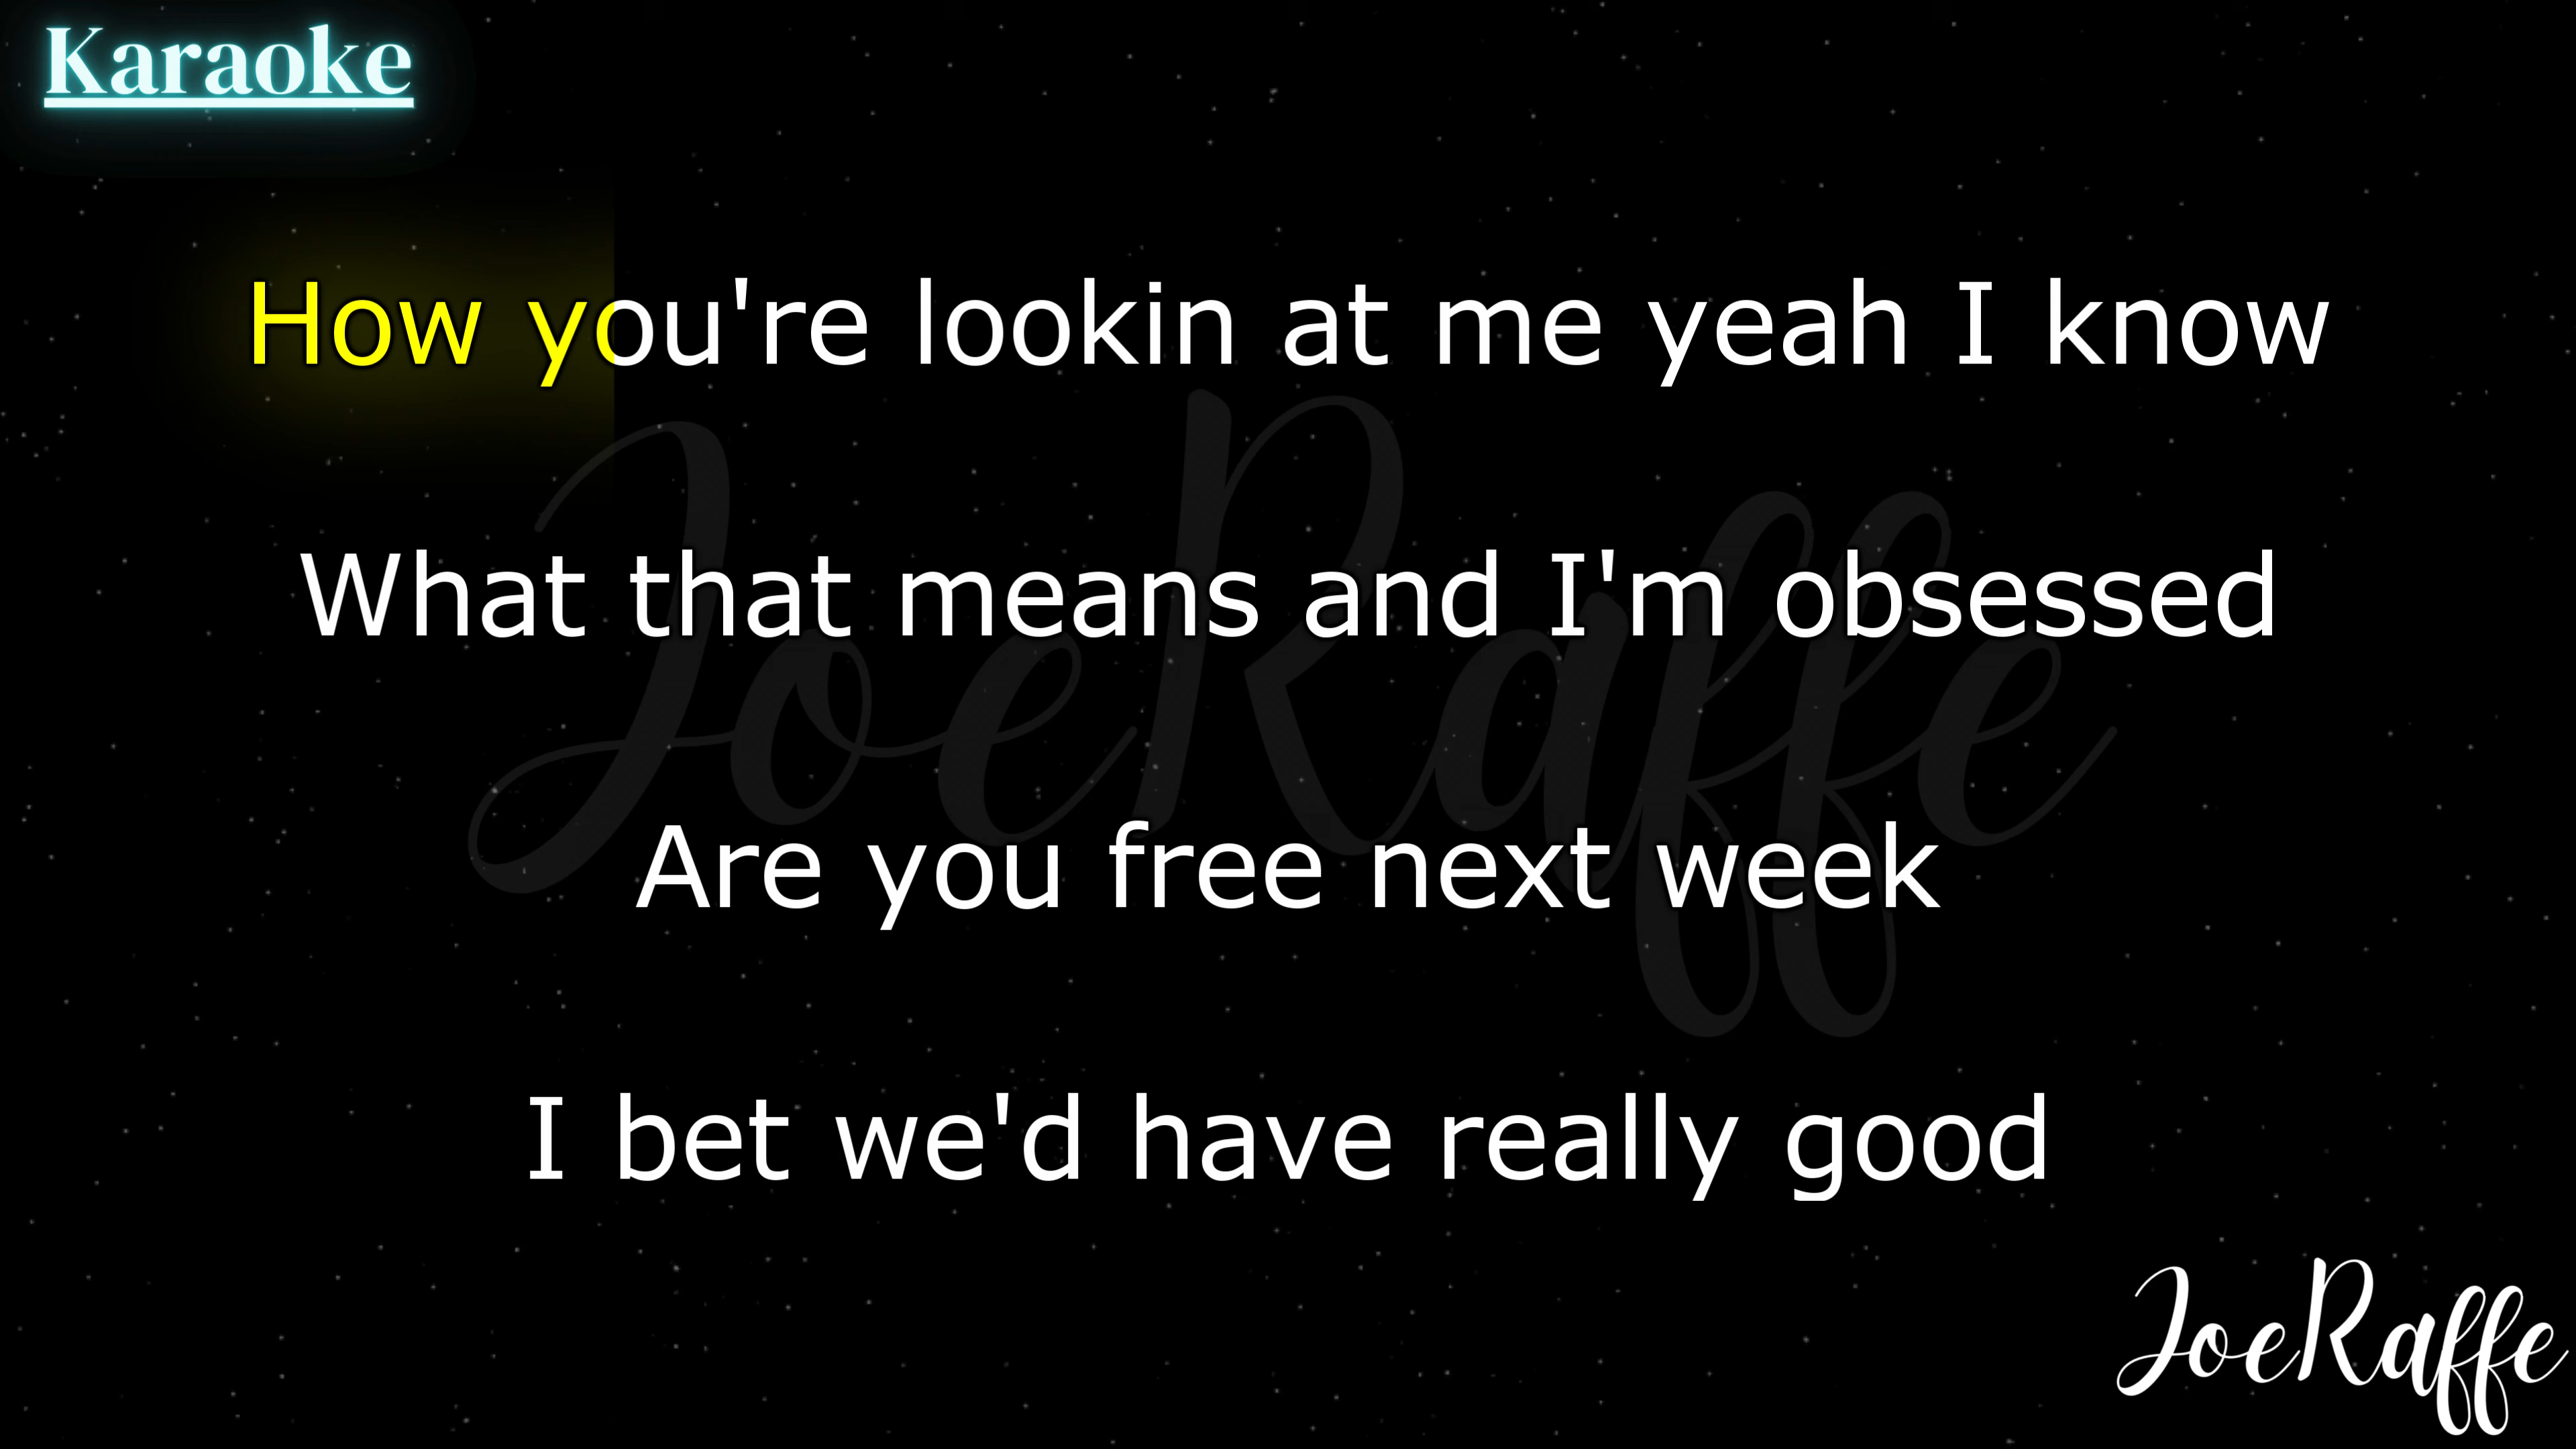 Karaoke
How you're lookin at me yeah I know
What that means and I'm obsessed
Are you free next week
I bet we'd have really good
JoeRaffe
JoeRaffe